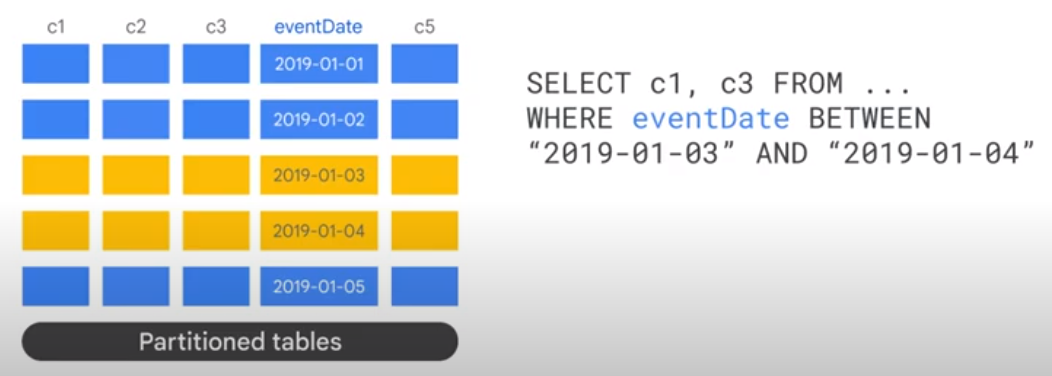 c1 c2 c3 eventDate c5
2019-01-01
2019-01-02
2019-01-03
2019-01-04
2019-01-05
Partitioned tables
SELECT c1, c3 FROM ...
WHERE eventDate BETWEEN
“2019-01-03” AND “2019-01-04”